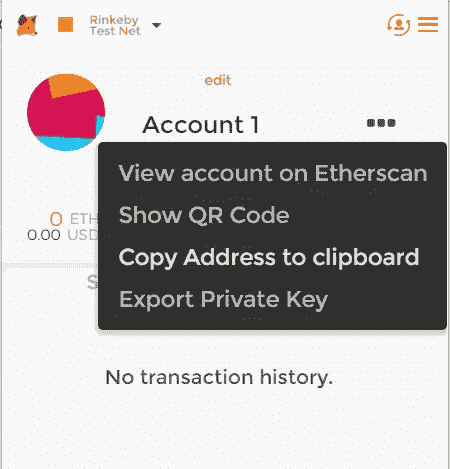 Rinkeby
Test Net
edit
Account 1
View account on Etherscan
Show QR Code
Copy Address to clipboard
Export Private Key
0 ETH
0.00 USD
S
No transaction history.